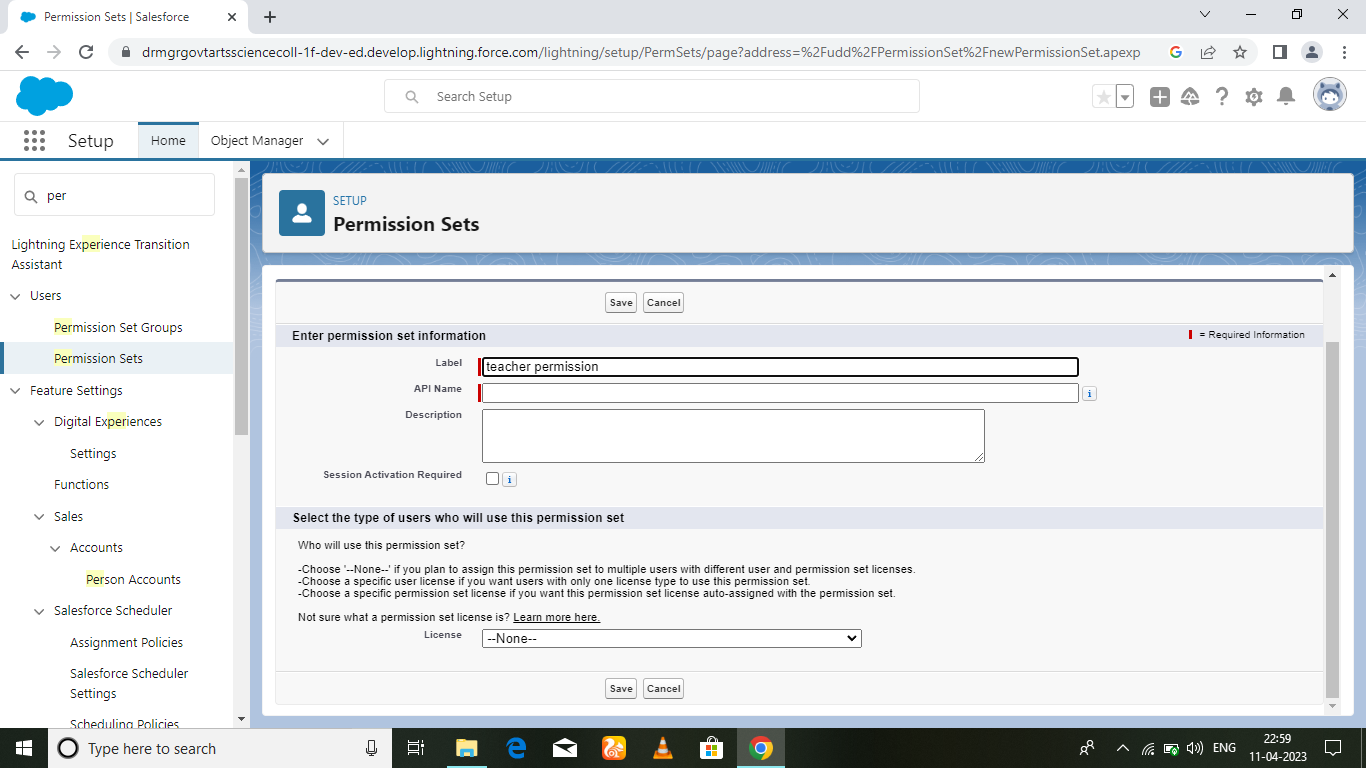 Permission Sets | Salesforce
drmgrgovtartssciencecoll-1f-dev-ed.develop.lightning.force.com/lightning/setup/PermSets/page?address=%2Fudd%2FPermissionSet%2FnewPermissionSet.apexp
Search Setup
Setup
Home
Object Manager
per
Lightning Experience Transition
Assistant
Users
Permission Set Groups
Permission Sets
Feature Settings
Digital Experiences
Settings
Functions
Sales
Accounts
Person Accounts
Salesforce Scheduler
Assignment Policies
Salesforce Scheduler
Settings
Scheduling Policies
SETUP
Permission Sets
Save Cancel
Enter permission set information
= Required Information
Label teacher permission
API Name
Description
Session Activation Required
Select the type of users who will use this permission set
Who will use this permission set?
-Choose '--None--' if you plan to assign this permission set to multiple users with different user and permission set licenses.
-Choose a specific user license if you want users with only one license type to use this permission set.
-Choose a specific permission set license if you want this permission set license auto-assigned with the permission set.
Not sure what a permission set license is? Learn more here.
License --None--
Save Cancel
Type here to search
ENG
22:59
11-04-2023